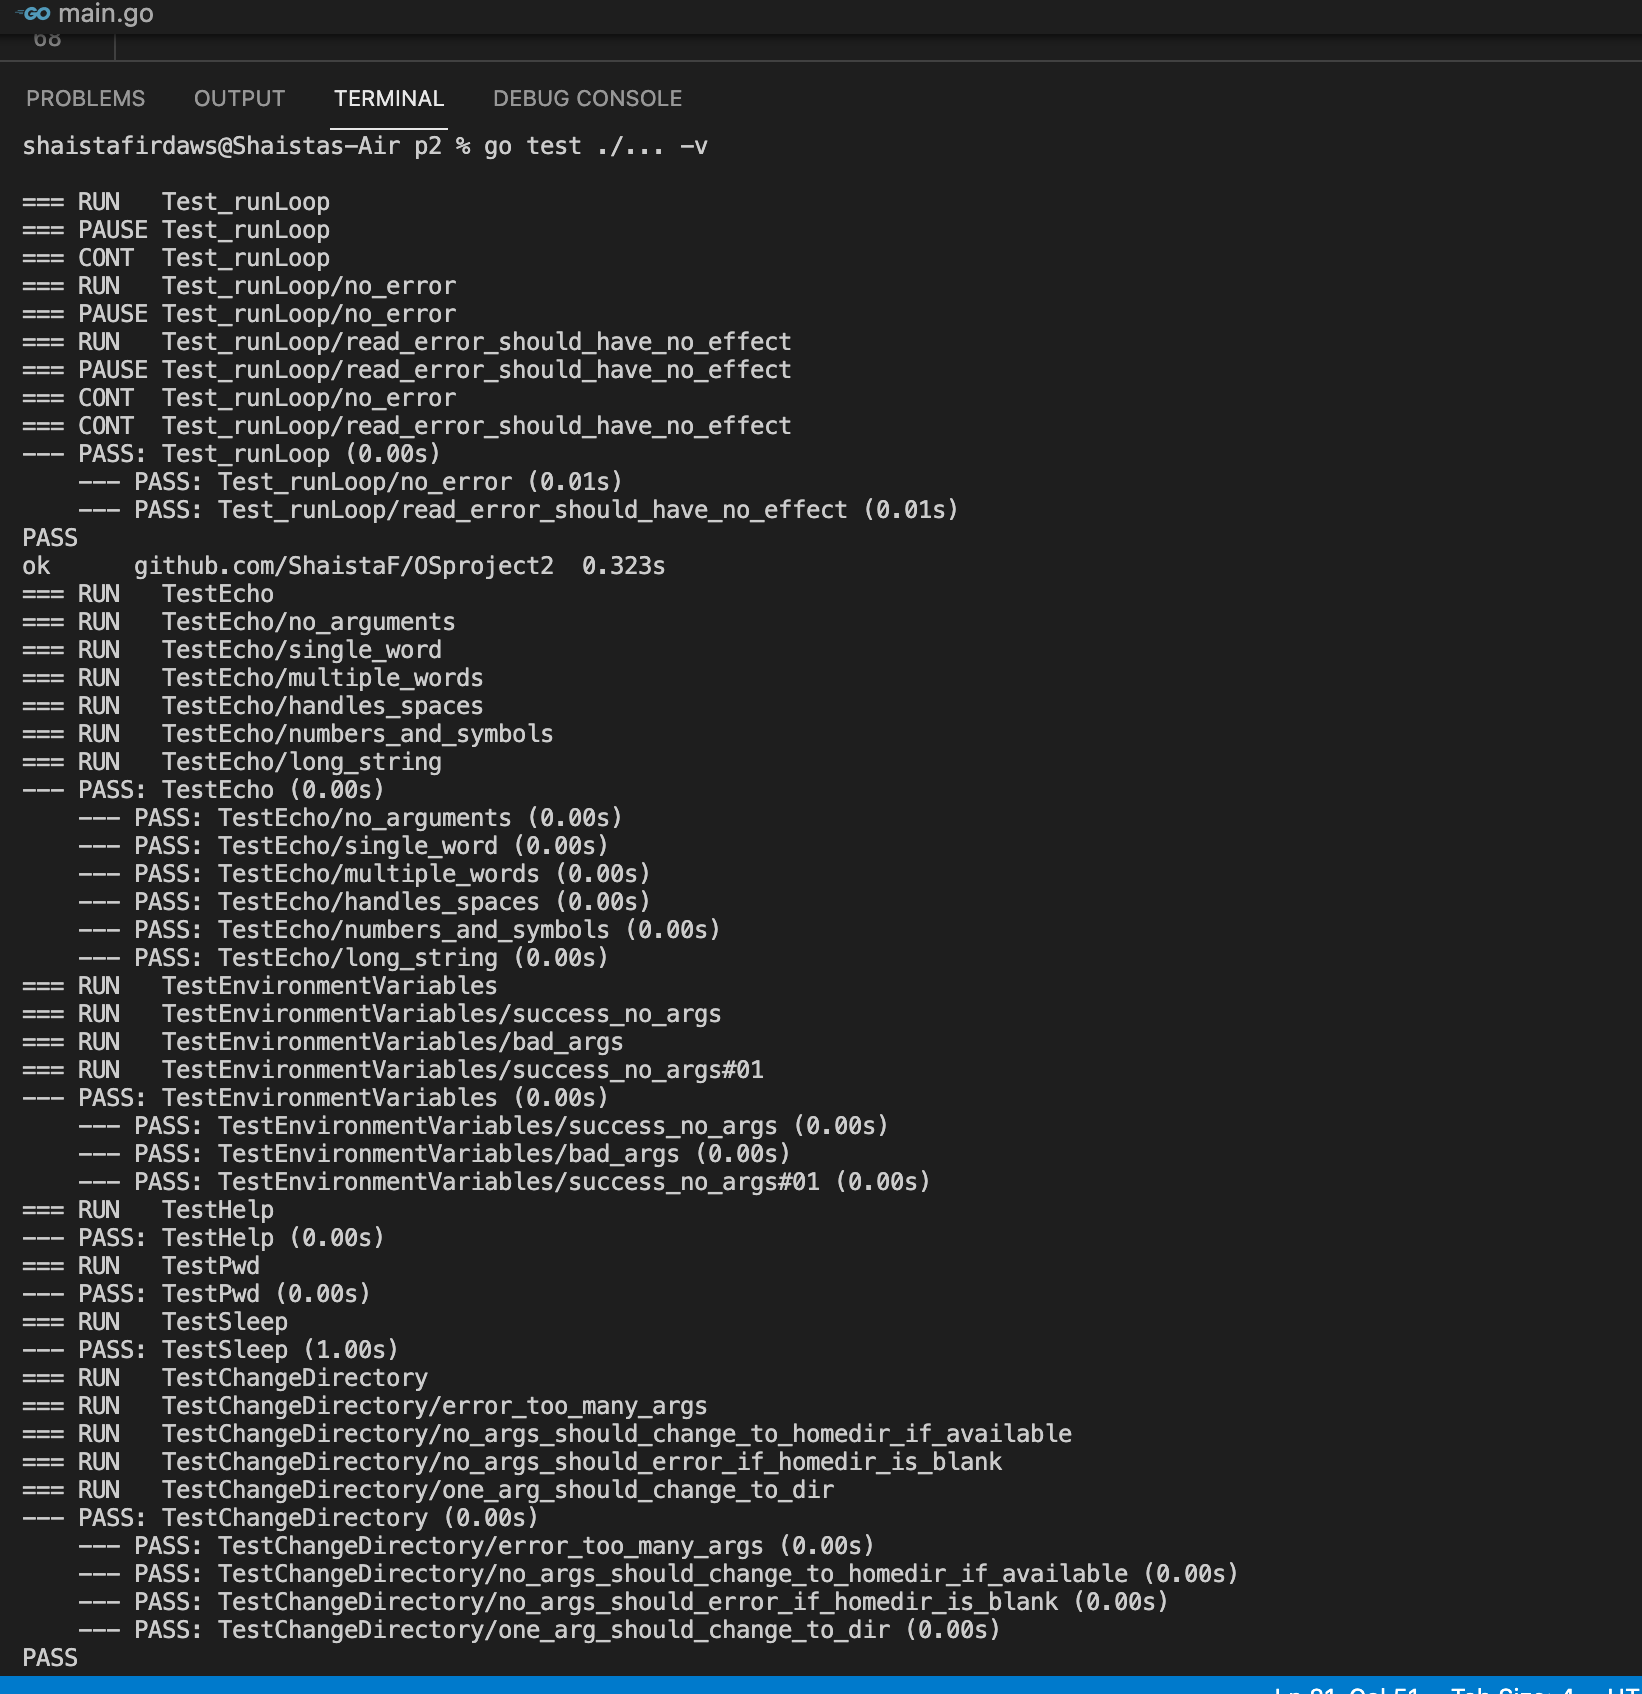 GO main.go
68
PROBLEMS OUTPUT TERMINAL DEBUG CONSOLE
shaistafirdaws@Shaistas-Air p2 % go test ./... -v
=== RUN   Test_runLoop
=== PAUSE Test_runLoop
=== CONT  Test_runLoop
=== RUN   Test_runLoop/no_error
=== PAUSE Test_runLoop/no_error
=== RUN   Test_runLoop/read_error_should_have_no_effect
=== PAUSE Test_runLoop/read_error_should_have_no_effect
=== CONT  Test_runLoop/no_error
=== CONT  Test_runLoop/read_error_should_have_no_effect
--- PASS: Test_runLoop (0.00s)
    --- PASS: Test_runLoop/no_error (0.01s)
    --- PASS: Test_runLoop/read_error_should_have_no_effect (0.01s)
PASS
ok      github.com/ShaistaF/OSproject2  0.323s
=== RUN   TestEcho
=== RUN   TestEcho/no_arguments
=== RUN   TestEcho/single_word
=== RUN   TestEcho/multiple_words
=== RUN   TestEcho/handles_spaces
=== RUN   TestEcho/numbers_and_symbols
=== RUN   TestEcho/long_string
--- PASS: TestEcho (0.00s)
    --- PASS: TestEcho/no_arguments (0.00s)
    --- PASS: TestEcho/single_word (0.00s)
    --- PASS: TestEcho/multiple_words (0.00s)
    --- PASS: TestEcho/handles_spaces (0.00s)
    --- PASS: TestEcho/numbers_and_symbols (0.00s)
    --- PASS: TestEcho/long_string (0.00s)
=== RUN   TestEnvironmentVariables
=== RUN   TestEnvironmentVariables/success_no_args
=== RUN   TestEnvironmentVariables/bad_args
=== RUN   TestEnvironmentVariables/success_no_args#01
--- PASS: TestEnvironmentVariables (0.00s)
    --- PASS: TestEnvironmentVariables/success_no_args (0.00s)
    --- PASS: TestEnvironmentVariables/bad_args (0.00s)
    --- PASS: TestEnvironmentVariables/success_no_args#01 (0.00s)
=== RUN   TestHelp
--- PASS: TestHelp (0.00s)
=== RUN   TestPwd
--- PASS: TestPwd (0.00s)
=== RUN   TestSleep
--- PASS: TestSleep (1.00s)
=== RUN   TestChangeDirectory
=== RUN   TestChangeDirectory/error_too_many_args
=== RUN   TestChangeDirectory/no_args_should_change_to_homedir_if_available
=== RUN   TestChangeDirectory/no_args_should_error_if_homedir_is_blank
=== RUN   TestChangeDirectory/one_arg_should_change_to_dir
--- PASS: TestChangeDirectory (0.00s)
    --- PASS: TestChangeDirectory/error_too_many_args (0.00s)
    --- PASS: TestChangeDirectory/no_args_should_change_to_homedir_if_available (0.00s)
    --- PASS: TestChangeDirectory/no_args_should_error_if_homedir_is_blank (0.00s)
    --- PASS: TestChangeDirectory/one_arg_should_change_to_dir (0.00s)
PASS